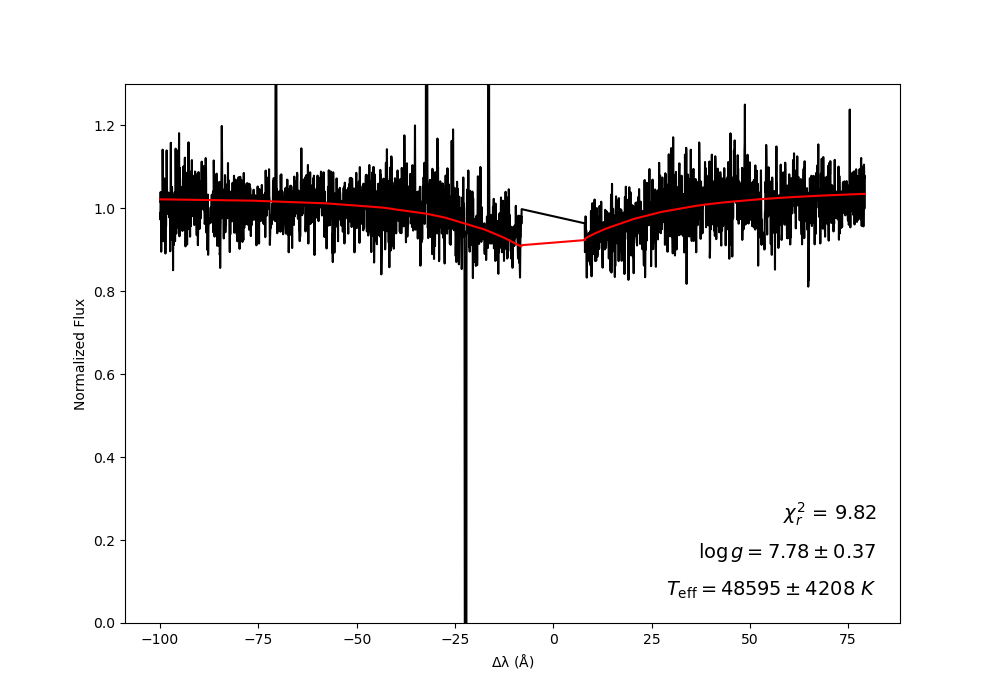 1.2
1.0
0.8
0.6
0.4
0.2
0.0
Normalized Flux
χ²ᵣ = 9.82
log g = 7.78 ± 0.37
T_eff = 48595 ± 4208 K
−100 −75 −50 −25 0 25 50 75
Δλ (Å)